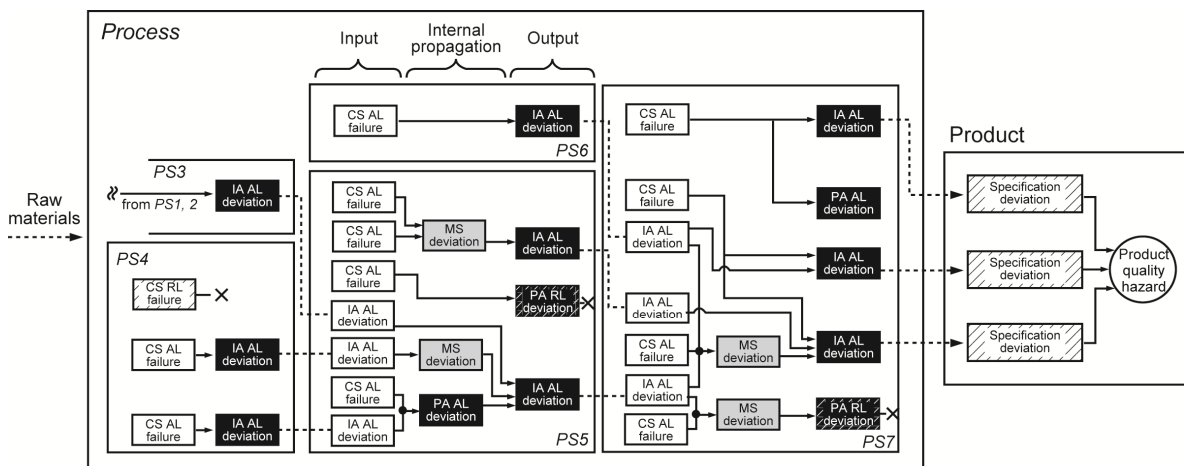 Process
Input
Internal
propagation
Output
CS AL
failure
IA AL
deviation
PS6
Raw
materials
PS3
from PS1, 2
IA AL
deviation
PS4
CS RL
failure
CS AL
failure
IA AL
deviation
CS AL
failure
IA AL
deviation
CS AL
failure
CS AL
failure
MS
deviation
IA AL
deviation
CS AL
failure
PA RL
deviation
IA AL
deviation
IA AL
deviation
MS
deviation
CS AL
failure
PA AL
deviation
IA AL
deviation
IA AL
deviation
PS5
CS AL
failure
IA AL
deviation
CS AL
failure
PA AL
deviation
IA AL
deviation
IA AL
deviation
IA AL
deviation
CS AL
failure
MS
deviation
IA AL
deviation
IA AL
deviation
CS AL
failure
MS
deviation
PA RL
deviation
PS7
Product
Specification
deviation
Specification
deviation
Specification
deviation
Product
quality
hazard